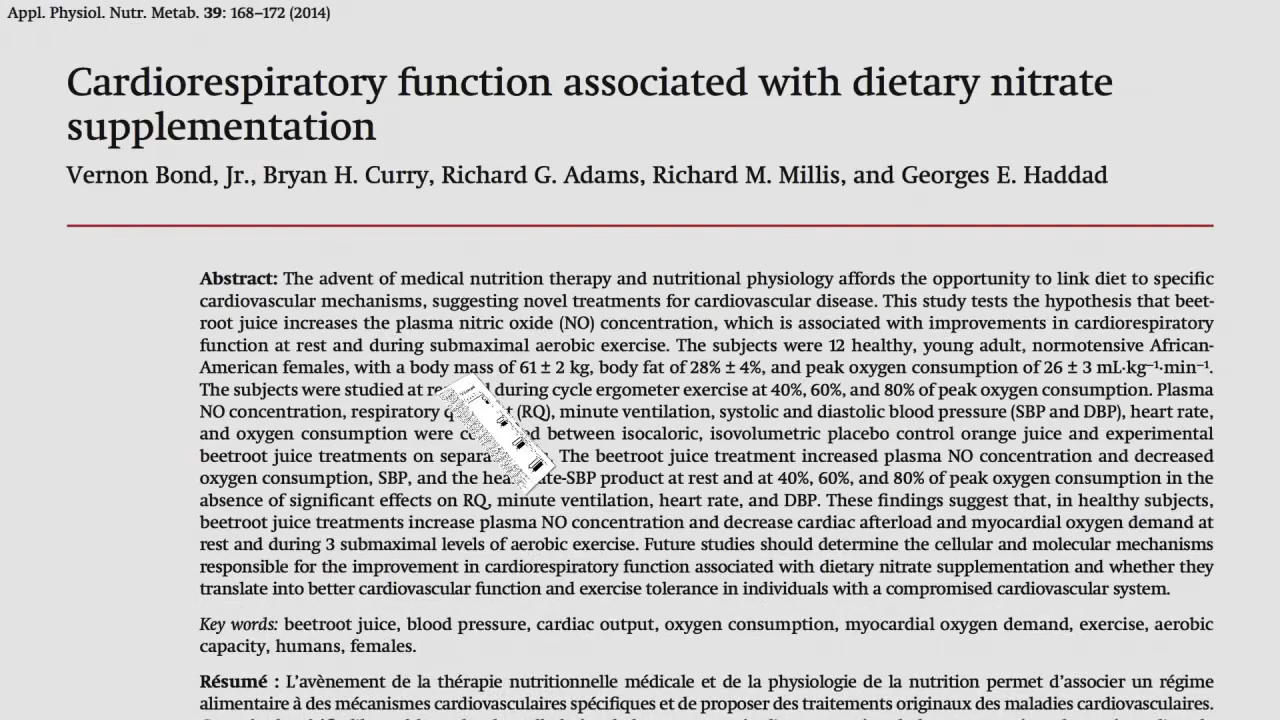 Appl. Physiol. Nutr. Metab. 39: 168–172 (2014)
Cardiorespiratory function associated with dietary nitrate
supplementation
Vernon Bond, Jr., Bryan H. Curry, Richard G. Adams, Richard M. Millis, and Georges E. Haddad
Abstract: The advent of medical nutrition therapy and nutritional physiology affords the opportunity to link diet to specific
cardiovascular mechanisms, suggesting novel treatments for cardiovascular disease. This study tests the hypothesis that beet-
root juice increases the plasma nitric oxide (NO) concentration, which is associated with improvements in cardiorespiratory
function at rest and during submaximal aerobic exercise. The subjects were 12 healthy, young adult, normotensive African-
American females, with a body mass of 61 ± 2 kg, body fat of 28% ± 4%, and peak oxygen consumption of 26 ± 3 mL·kg⁻¹·min⁻¹.
The subjects were studied at during cycle ergometer exercise at 40%, 60%, and 80% of peak oxygen consumption. Plasma
NO concentration, respiratory (RQ), minute ventilation, systolic and diastolic blood pressure (SBP and DBP), heart rate,
and oxygen consumption were between isocaloric, isovolumetric placebo control orange juice and experimental
beetroot juice treatments on The beetroot juice treatment increased plasma NO concentration and decreased
oxygen consumption, SBP, and the product at rest and at 40%, 60%, and 80% of peak oxygen consumption in the
absence of significant effects on RQ, minute ventilation, heart rate, and DBP. These findings suggest that, in healthy subjects,
beetroot juice treatments increase plasma NO concentration and decrease cardiac afterload and myocardial oxygen demand at
rest and during 3 submaximal levels of aerobic exercise. Future studies should determine the cellular and molecular mechanisms
responsible for the improvement in cardiorespiratory function associated with dietary nitrate supplementation and whether they
translate into better cardiovascular function and exercise tolerance in individuals with a compromised cardiovascular system.
Key words: beetroot juice, blood pressure, cardiac output, oxygen consumption, myocardial oxygen demand, exercise, aerobic
capacity, humans, females.
Résumé : L'avènement de la thérapie nutritionnelle médicale et de la physiologie de la nutrition permet d'associer un régime
alimentaire à des mécanismes cardiovasculaires spécifiques et de proposer des traitements originaux des maladies cardiovasculaires.